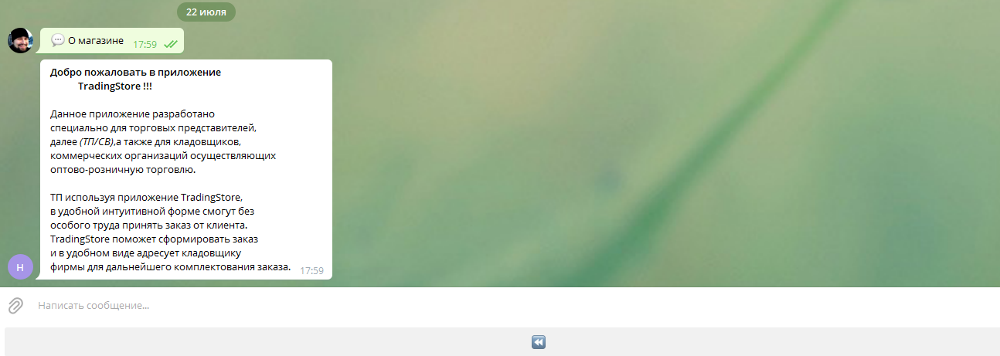 22 июля
💬 О магазине 17:59
Добро пожаловать в приложение
TradingStore !!!
Данное приложение разработано
специально для торговых представителей,
далее (ТП/СВ),а также для кладовщиков,
коммерческих организаций осуществляющих
оптово-розничную торговлю.
ТП используя приложение TradingStore,
в удобной интуитивной форме смогут без
особого труда принять заказ от клиента.
TradingStore поможет сформировать заказ
и в удобном виде адресует кладовщику
фирмы для дальнейшего комплектования заказа. 17:59
Н
Написать сообщение...